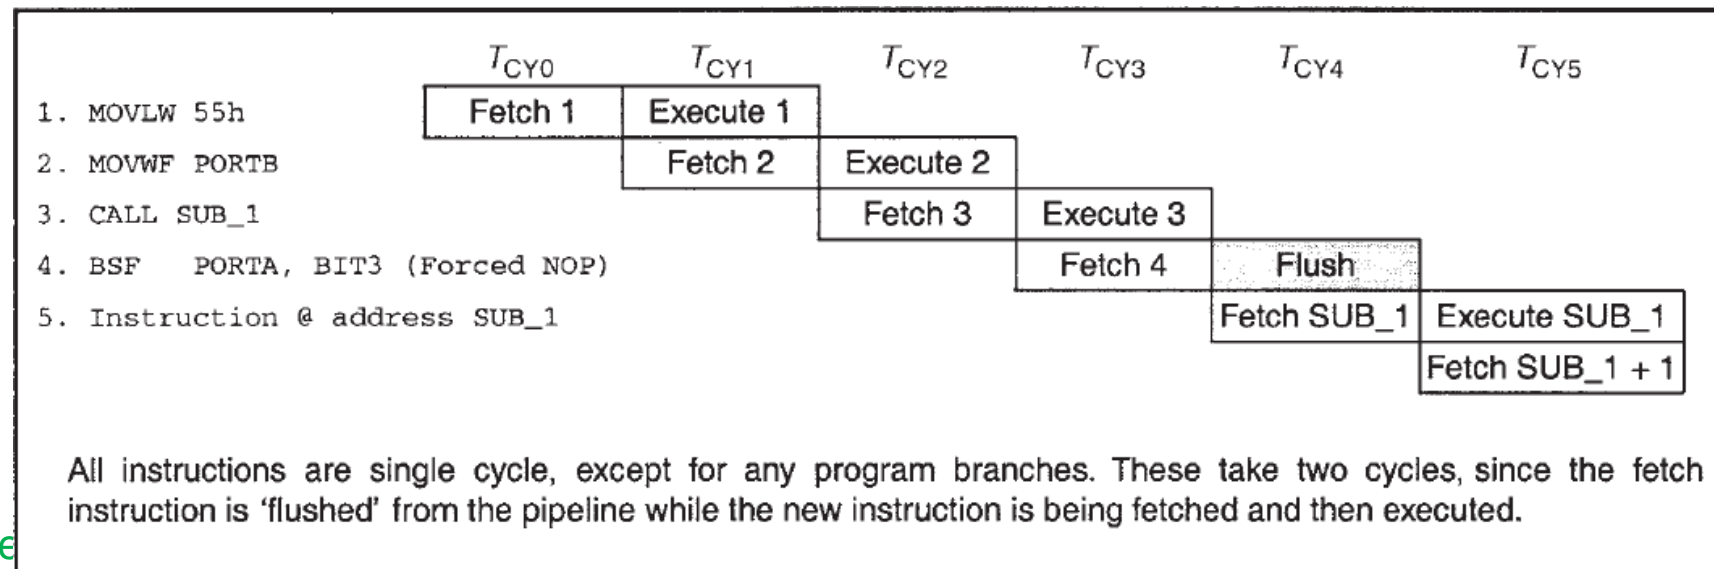 TCY0 TCY1 TCY2 TCY3 TCY4 TCY5
1. MOVLW 55h Fetch 1 Execute 1
2. MOVWF PORTB Fetch 2 Execute 2
3. CALL SUB_1 Fetch 3 Execute 3
4. BSF PORTA, BIT3 (Forced NOP) Fetch 4 Flush
5. Instruction @ address SUB_1 Fetch SUB_1 Execute SUB_1
Fetch SUB_1 + 1
All instructions are single cycle, except for any program branches. These take two cycles, since the fetch
instruction is ‘flushed’ from the pipeline while the new instruction is being fetched and then executed.